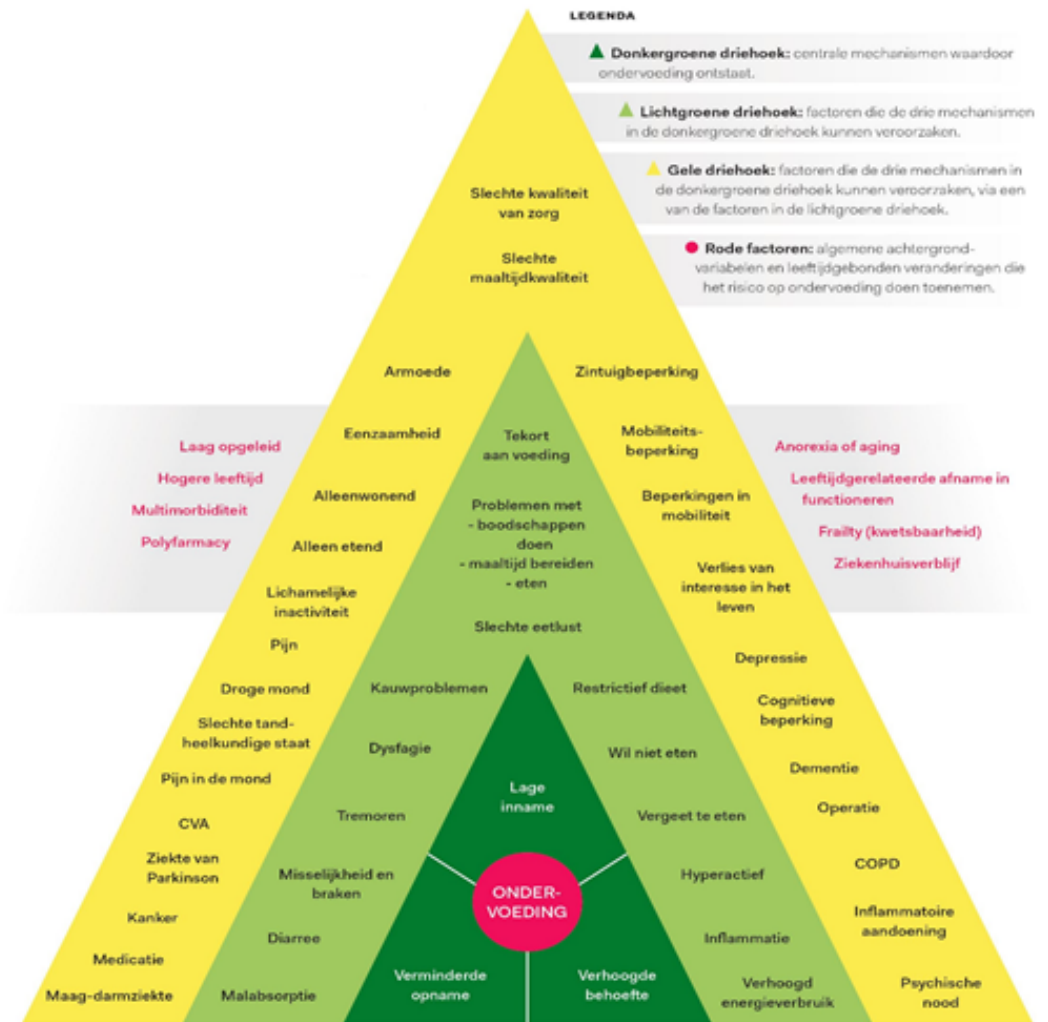 LEGENDA
Donkergroene driehoek: centrale mechanismen waardoor
ondervoeding ontstaat.
Lichtgroene driehoek: factoren die de drie mechanismen
in de donkergroene driehoek kunnen veroorzaken.
Gele driehoek: factoren die de drie mechanismen in
de donkergroene driehoek kunnen veroorzaken, via een
van de factoren in de lichtgroene driehoek.
Rode factoren: algemene achtergrond-
variabelen en leeftijdgebonden veranderingen die
het risico op ondervoeding doen toenemen.
Slechte kwaliteit
van zorg
Slechte
maaltijdkwaliteit
Armoede
Eenzaamheid
Alleenwonend
Alleen etend
Lichamelijke
inactiviteit
Pijn
Droge mond
Slechte tand-
heelkundige staat
Pijn in de mond
CVA
Ziekte van
Parkinson
Kanker
Medicatie
Maag-darmziekte
Zintuigbeperking
Mobiliteits-
beperking
Beperkingen in
mobiliteit
Verlies van
interesse in het
leven
Depressie
Cognitieve
beperking
Dementie
Operatie
COPD
Inflammatoire
aandoening
Psychische
nood
Laag opgeleid
Hogere leeftijd
Multimorbiditeit
Polyfarmacy
Anorexia of aging
Leeftijdgerelateerde afname in
functioneren
Frailty (kwetsbaarheid)
Ziekenhuisverblijf
Tekort
aan voeding
Problemen met
- boodschappen
doen
- maaltijd bereiden
- eten
Slechte eetlust
Kauwproblemen
Dysfagie
Tremoren
Misselijkheid en
braken
Diarree
Malabsorptie
Restrictief dieet
Wil niet eten
Vergeet te eten
Hyperactief
Inflammatie
Verhoogd
energieverbruik
Lage
inname
ONDER-
VOEDING
Verminderde
opname
Verhoogde
behoefte